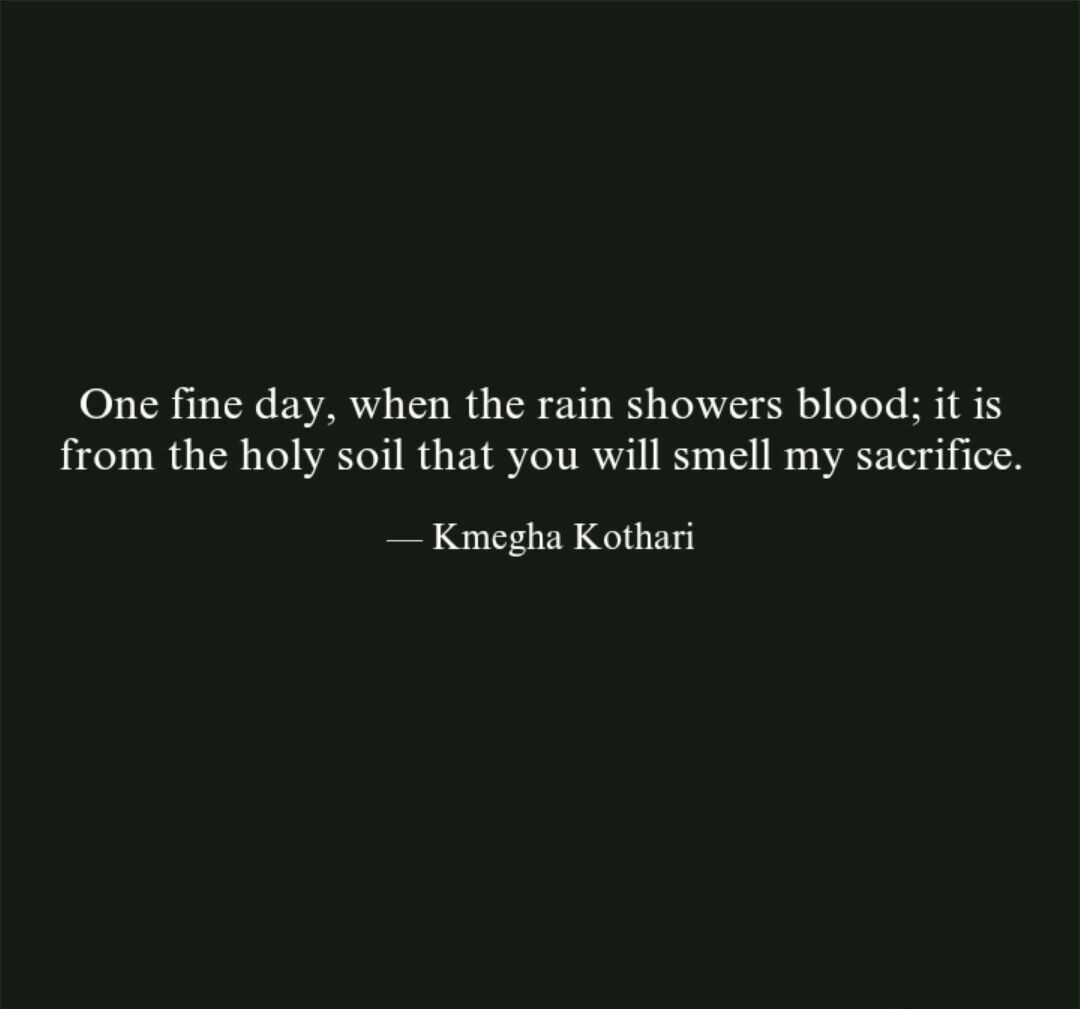 One fine day, when the rain showers blood; it is
from the holy soil that you will smell my sacrifice.
— Kmegha Kothari